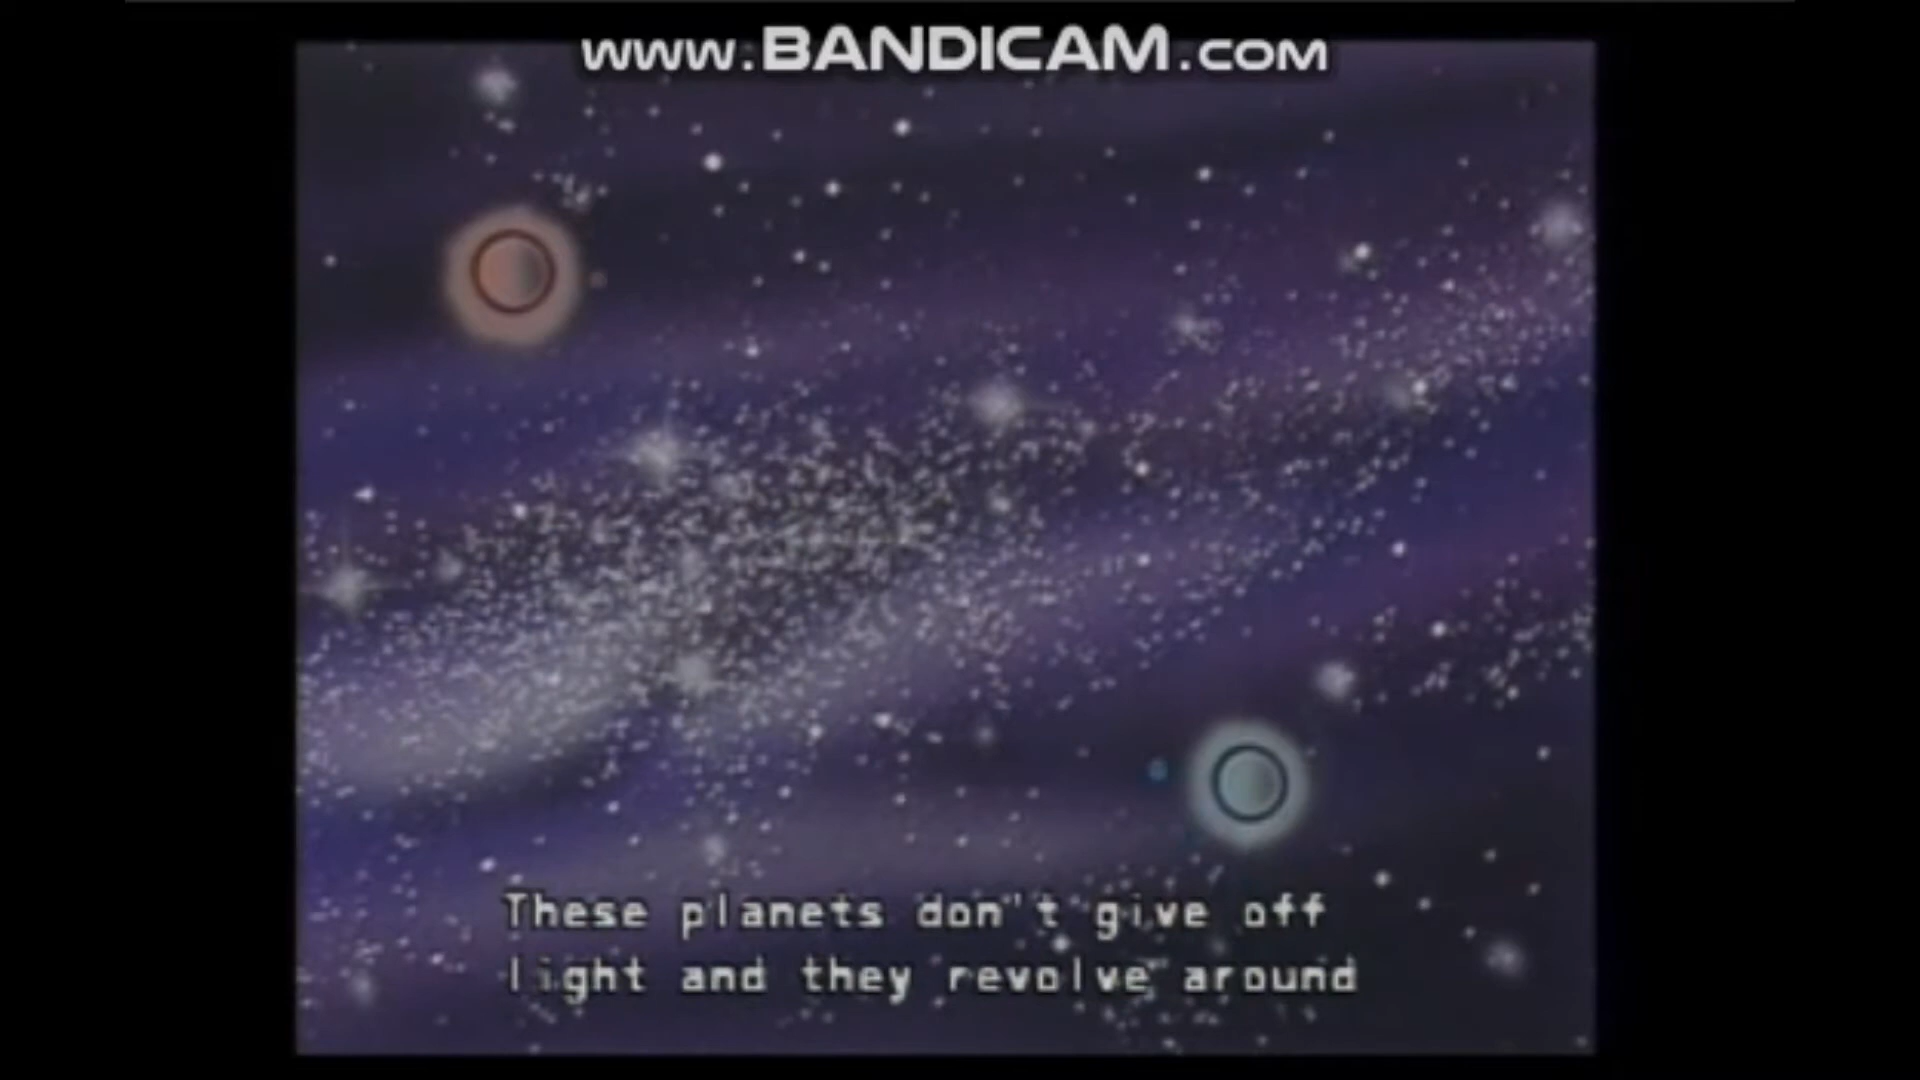 www.BANDICAM.com
These planets don"t give off
light and they revolve around